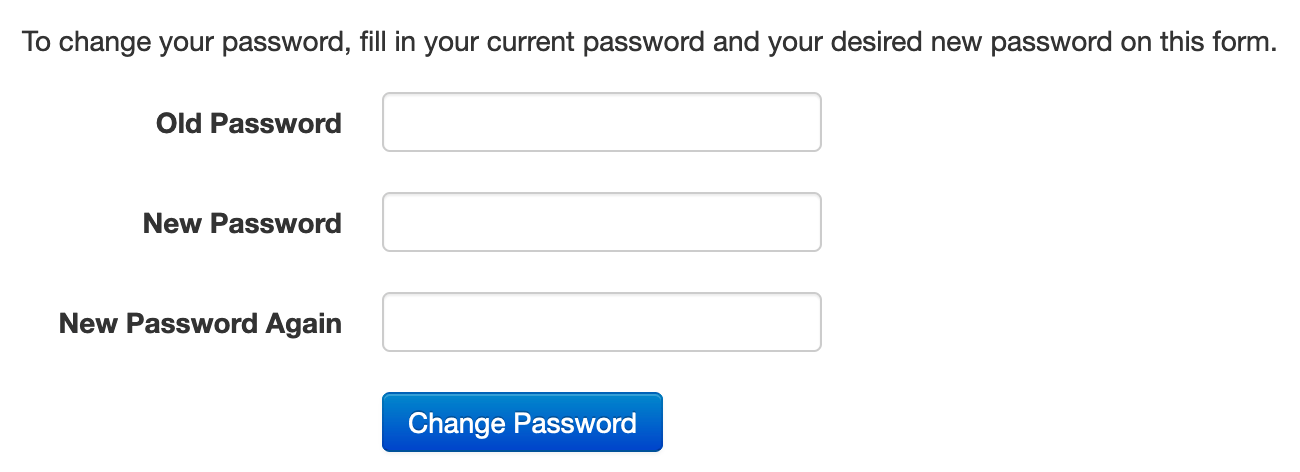 To change your password, fill in your current password and your desired new password on this form.
Old Password
New Password
New Password Again
Change Password